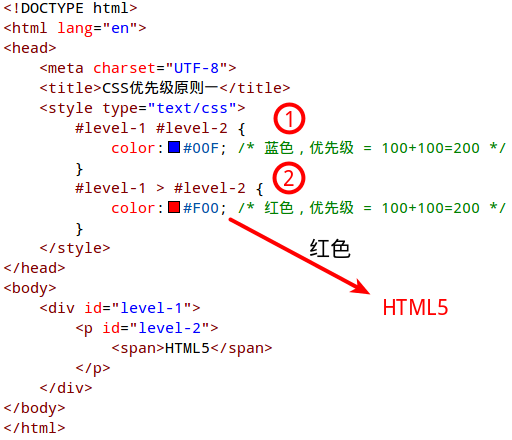 <!DOCTYPE html>
<html lang="en">
<head>
    <meta charset="UTF-8">
    <title>CSS优先级原则一</title>
    <style type="text/css">
        #level-1 #level-2 { ①
            color: #00F; /* 蓝色，优先级 = 100+100=200 */
        }
        #level-1 > #level-2 { ②
            color: #F00; /* 红色，优先级 = 100+100=200 */
        }
    </style>
红色
</head>
<body>
HTML5
    <div id="level-1">
        <p id="level-2">
            <span>HTML5</span>
        </p>
    </div>
</body>
</html>